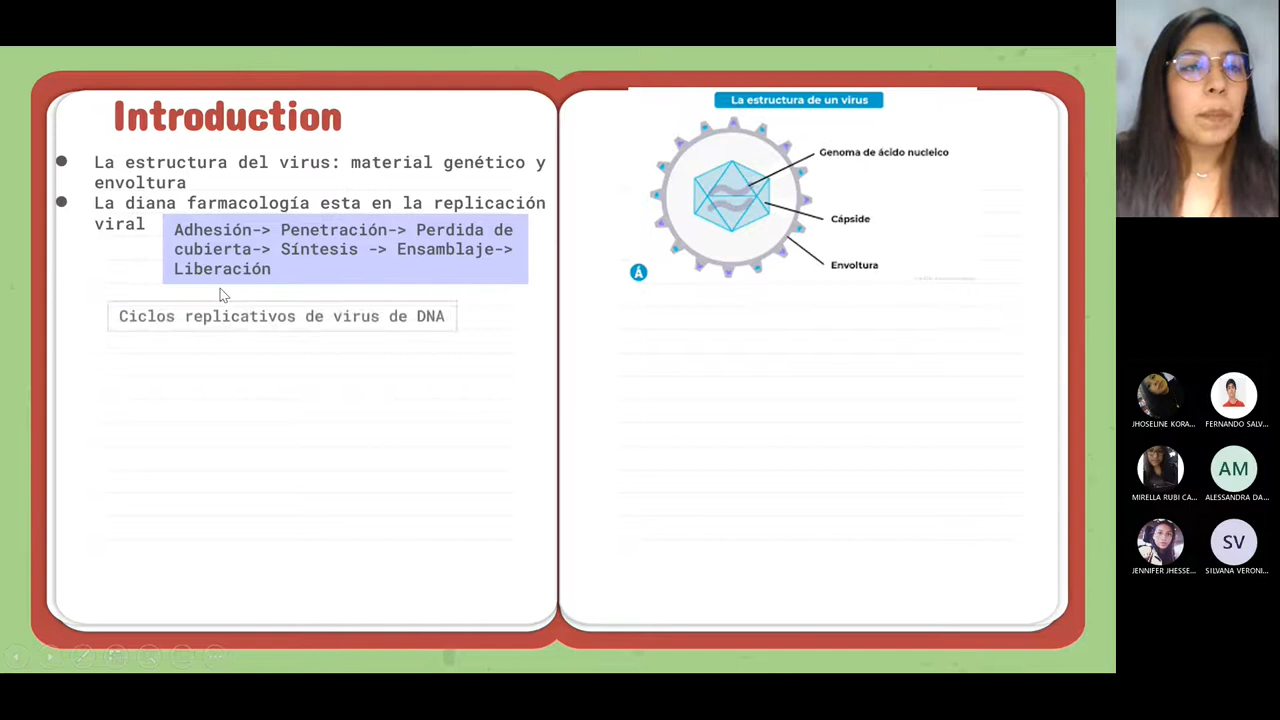 Introduction
La estructura del virus: material genético y
envoltura
La diana farmacología esta en la replicación
viral
Adhesión-> Penetración-> Perdida de
cubierta-> Síntesis -> Ensamblaje->
Liberación
Ciclos replicativos de virus de DNA
La estructura de un virus
Genoma de ácido nucleico
Cápside
Envoltura
Á
JHOSELINE KORA...
FERNANDO SALV...
MIRELLA RUBI CA...
AM
ALESSANDRA DA...
JENNIFER JHESSE...
SV
SILVANA VERONI...